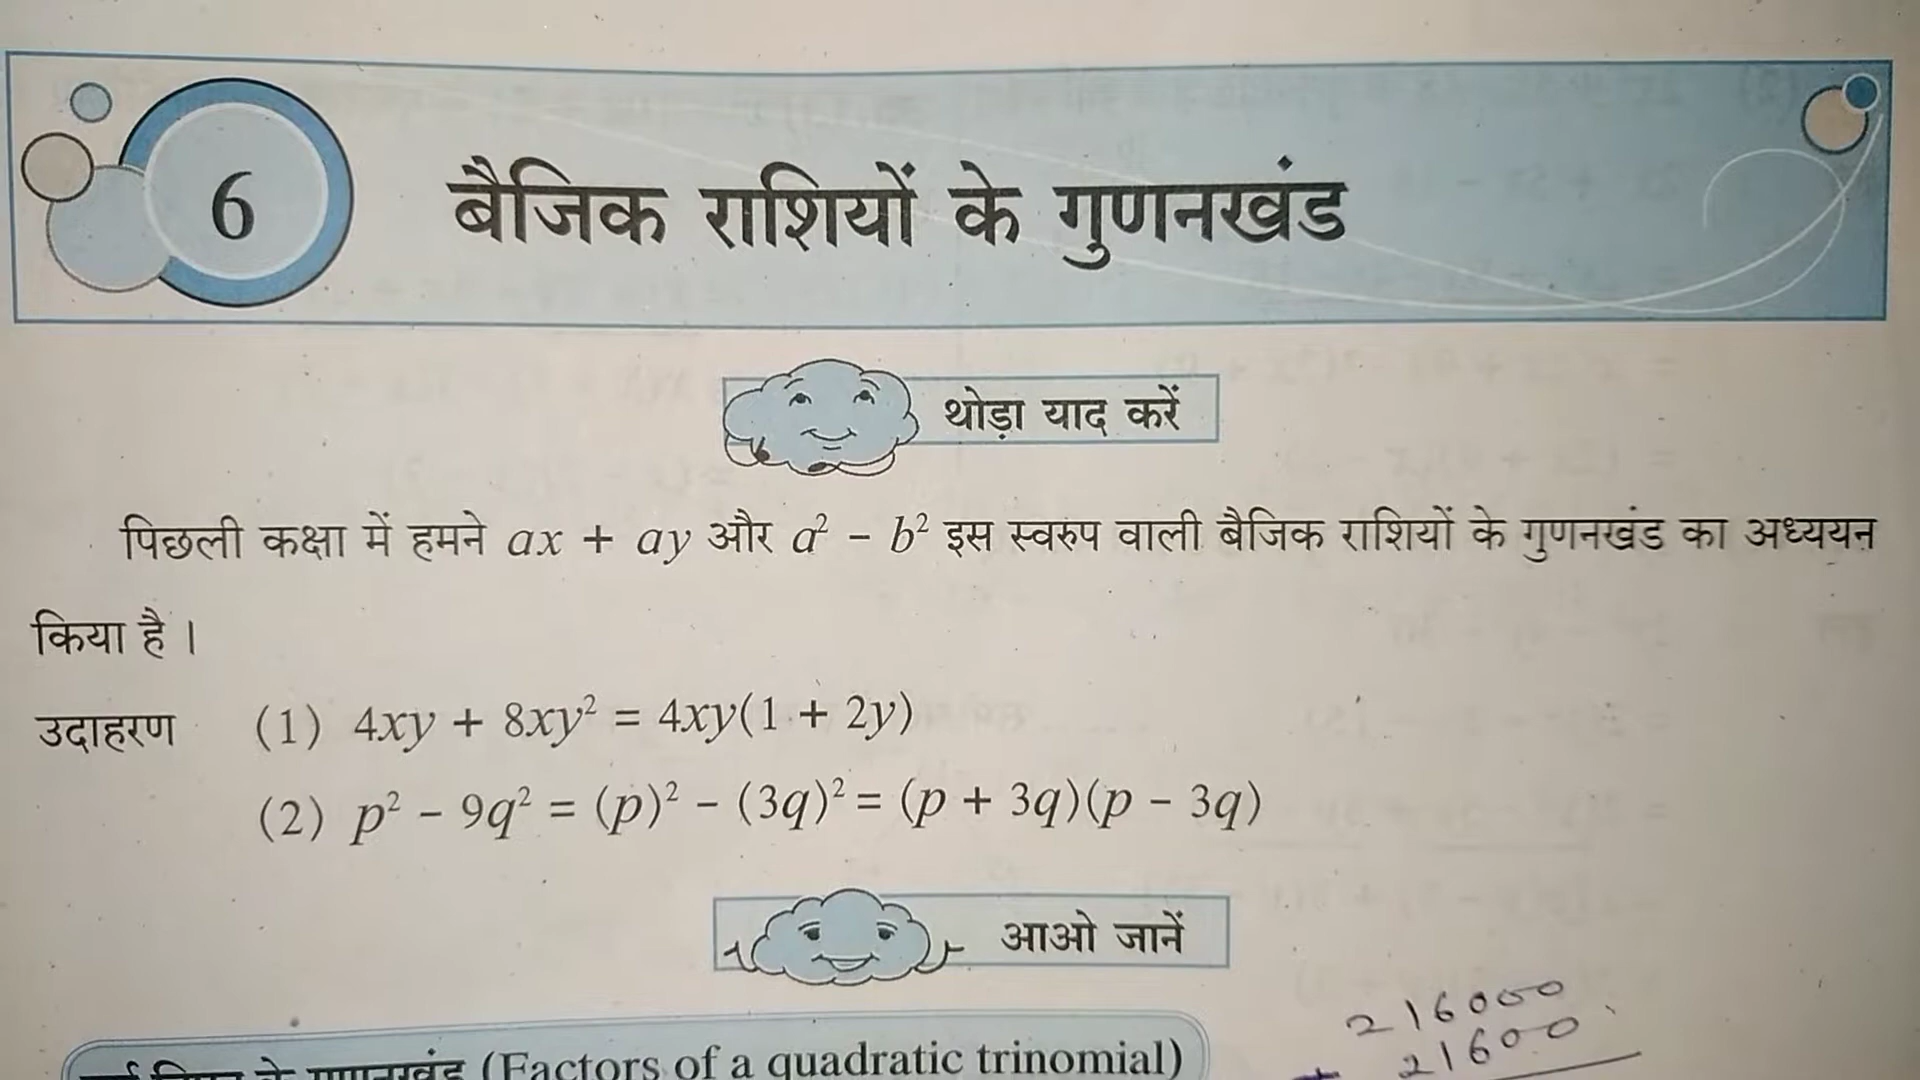 6
बैजिक राशियों के गुणनखंड
थोड़ा याद करें
पिछली कक्षा में हमने ax + ay और a² - b² इस स्वरुप वाली बैजिक राशियों के गुणनखंड का अध्ययन
किया है ।
उदाहरण (1) 4xy + 8xy² = 4xy(1 + 2y)
(2) p² - 9q² = (p)² - (3q)² = (p + 3q)(p - 3q)
आओ जानें
के गुणनखंड (Factors of a quadratic trinomial)
216000
+ 21600